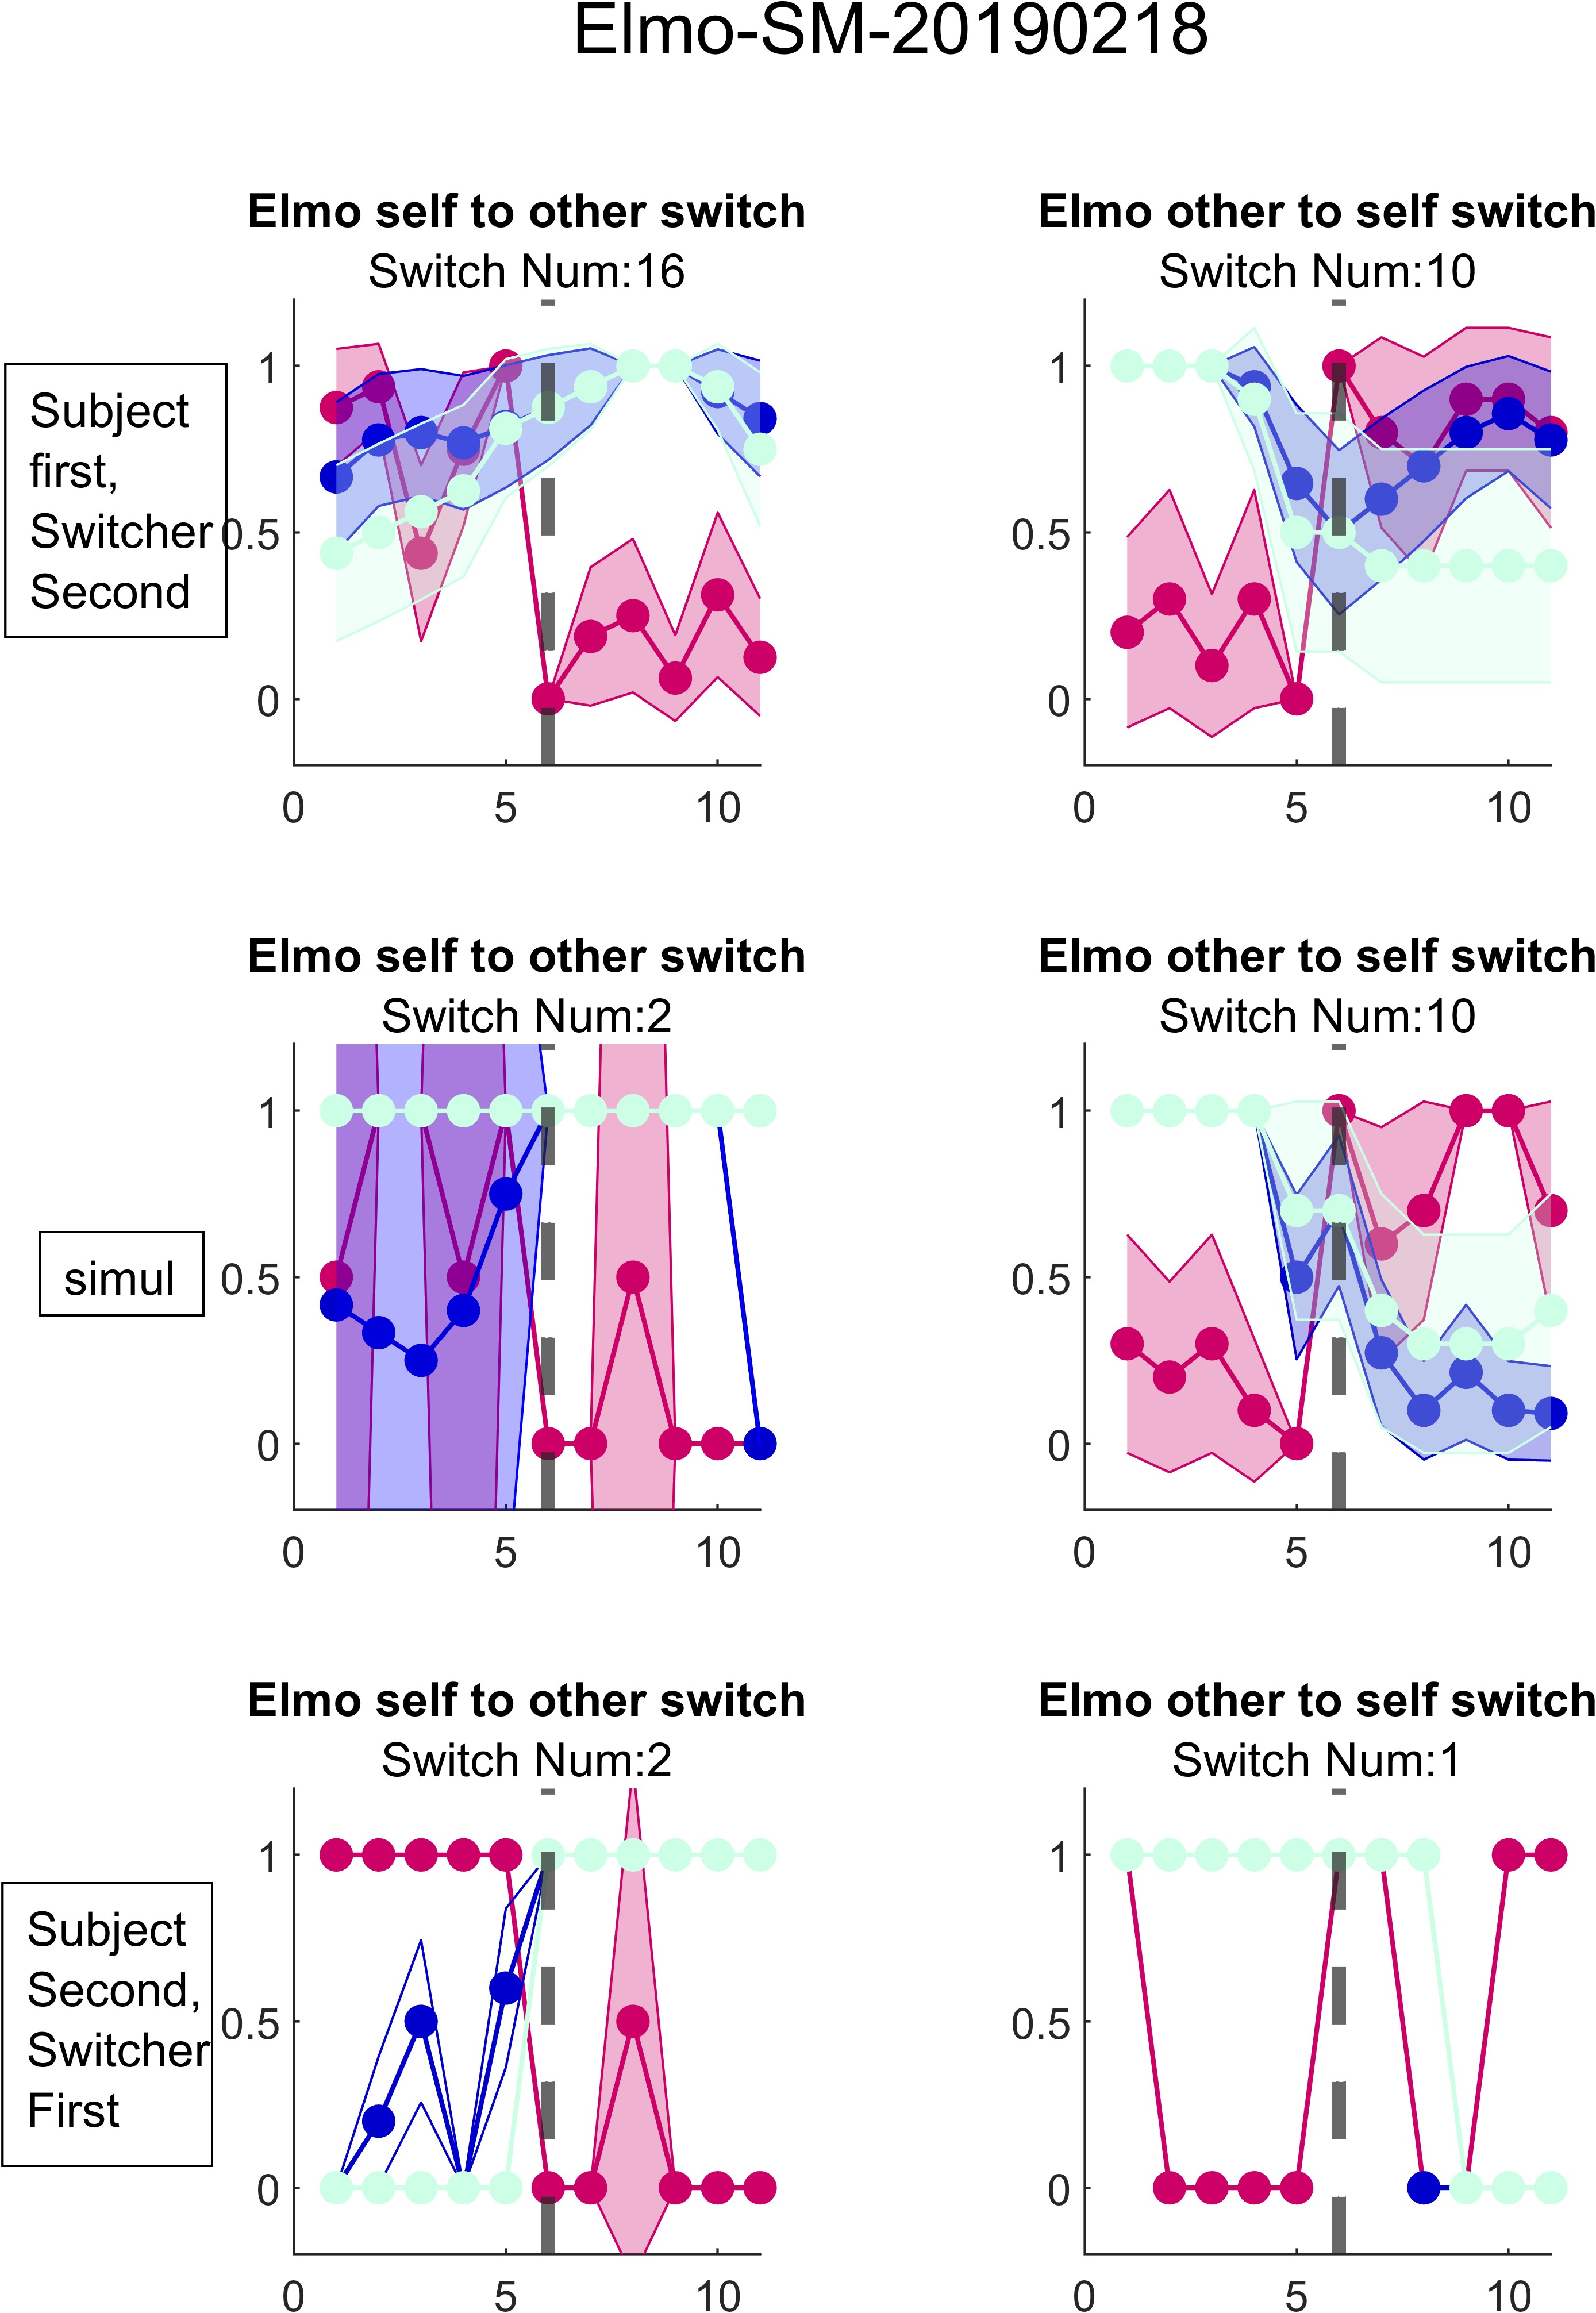 Elmo-SM-20190218
Elmo self to other switch
Switch Num:16
Elmo other to self switch
Switch Num:10
Subject
first,
Switcher
Second
1
0.5
0
0
5
10
1
0.5
0
0
5
10
Elmo self to other switch
Switch Num:2
Elmo other to self switch
Switch Num:10
simul
1
0.5
0
0
5
10
1
0.5
0
0
5
10
Elmo self to other switch
Switch Num:2
Elmo other to self switch
Switch Num:1
Subject
Second,
Switcher
First
1
0.5
0
0
5
10
1
0.5
0
0
5
10